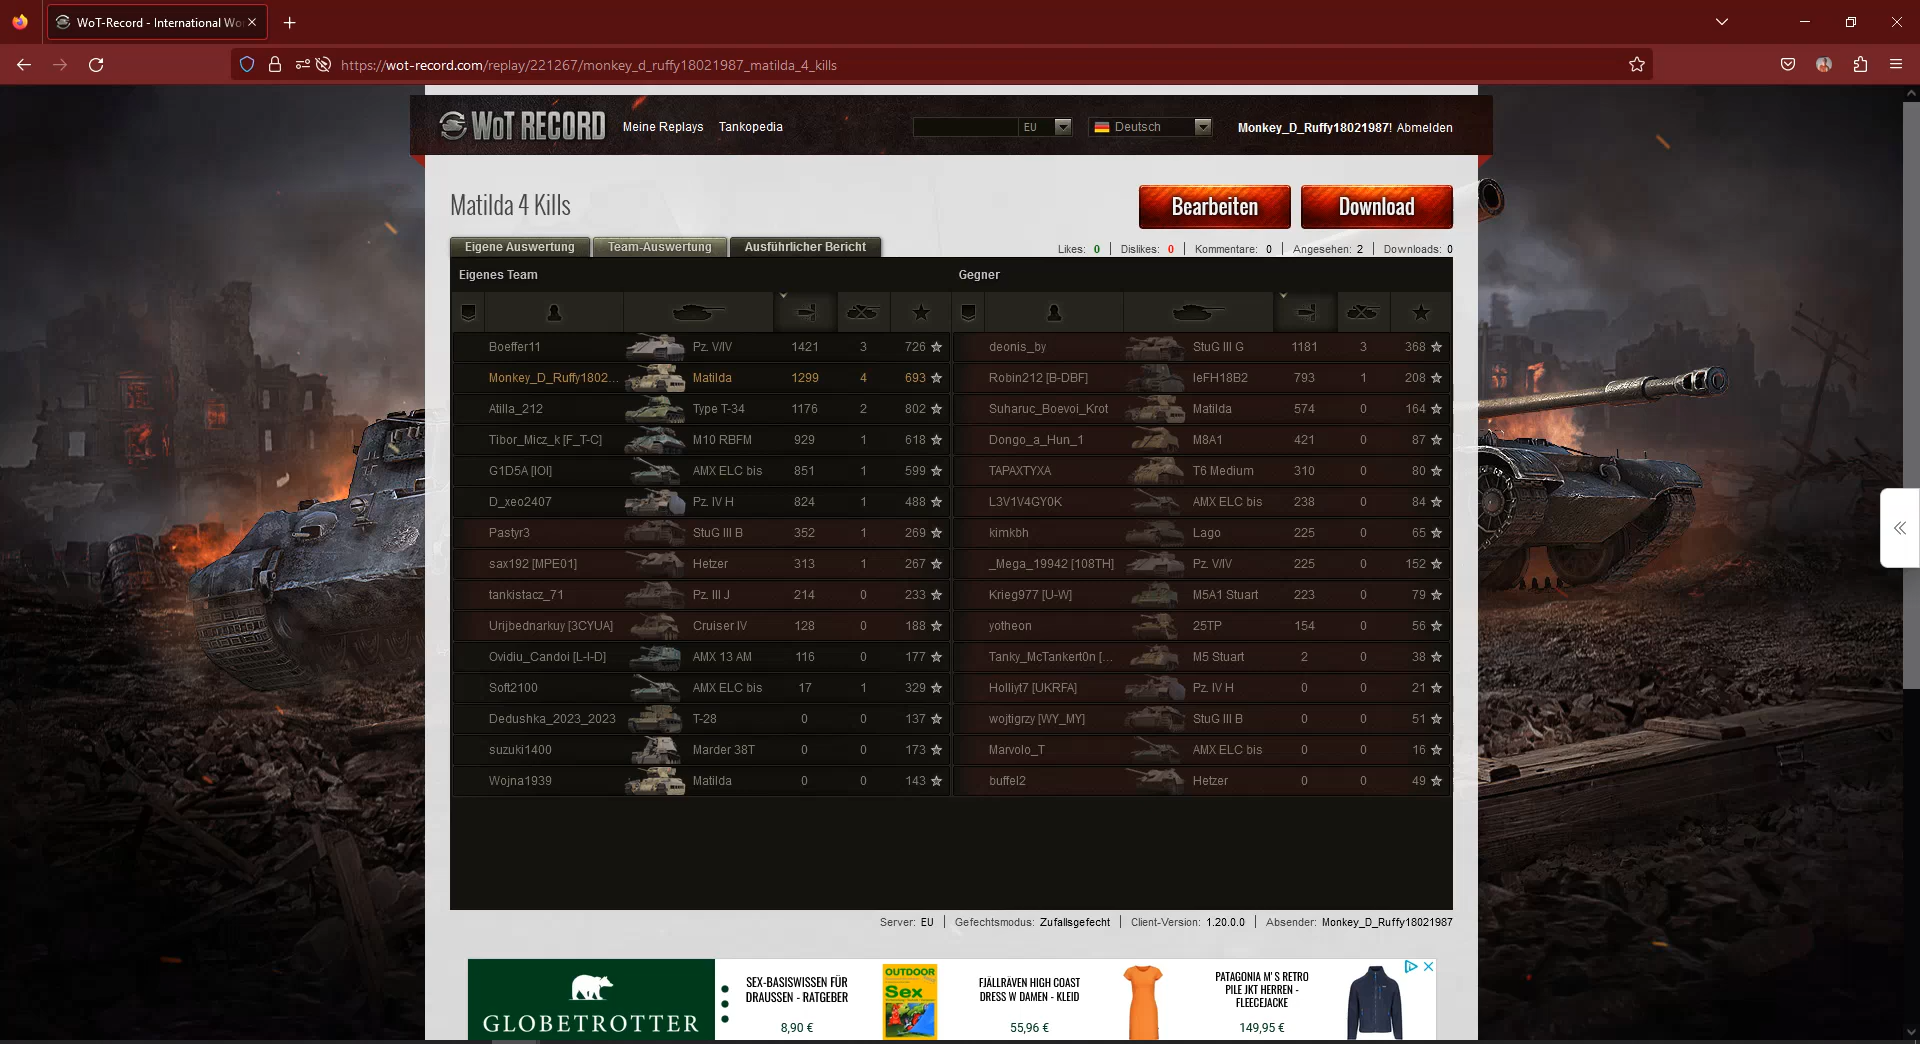 WoT-Record - International Wo
https://wot-record.com/replay/221267/monkey_d_ruffy18021987_matilda_4_kills
WoT RECORD
Meine Replays Tankopedia
EU
Deutsch
Monkey_D_Ruffy18021987! Abmelden
Matilda 4 Kills
Bearbeiten
Download
Eigene Auswertung
Team-Auswertung
Ausführlicher Bericht
Likes: 0 | Dislikes: 0 | Kommentare: 0 | Angesehen: 2 | Downloads: 0
Eigenes Team
Gegner
Boeffer11 Pz. V/IV 1421 3 726 deonis_by StuG III G 1181 3 368
Monkey_D_Ruffy1802... Matilda 1299 4 693 Robin212 [B-DBF] leFH18B2 793 1 208
Atilla_212 Type T-34 1176 2 802 Suharuc_Boevoi_Krot Matilda 574 0 164
Tibor_Micz_k [F_T-C] M10 RBFM 929 1 618 Dongo_a_Hun_1 M8A1 421 0 87
G1D5A [IOI] AMX ELC bis 851 1 599 TAPAXTYXA T6 Medium 310 0 80
D_xeo2407 Pz. IV H 824 1 488 L3V1V4GY0K AMX ELC bis 238 0 84
Pastyr3 StuG III B 352 1 269 kimkbh Lago 225 0 65
sax192 [MPE01] Hetzer 313 1 267 _Mega_19942 [108TH] Pz. V/IV 225 0 152
tankistacz_71 Pz. III J 214 0 233 Krieg977 [U-W] M5A1 Stuart 223 0 79
Urijbednarkuy [3CYUA] Cruiser IV 128 0 188 yotheon 25TP 154 0 56
Ovidiu_Candoi [L-I-D] AMX 13 AM 116 0 177 Tanky_McTankert0n [... M5 Stuart 2 0 38
Soft2100 AMX ELC bis 17 1 329 Holliyt7 [UKRFA] Pz. IV H 0 0 21
Dedushka_2023_2023 T-28 0 0 137 wojtigrzy [WY_MY] StuG III B 0 0 51
suzuki1400 Marder 38T 0 0 173 Marvolo_T AMX ELC bis 0 0 16
Wojna1939 Matilda 0 0 143 buffel2 Hetzer 0 0 49
Server: EU | Gefechtsmodus: Zufallsgefecht | Client-Version: 1.20.0.0 | Absender: Monkey_D_Ruffy18021987
GLOBETROTTER
SEX-BASISWISSEN FÜR
DRAUSSEN - RATGEBER
8,90 €
OUTDOOR
Sex
FJÄLLRÄVEN HIGH COAST
DRESS W DAMEN - KLEID
55,96 €
PATAGONIA M'S RETRO
PILE JKT HERREN -
FLEECEJACKE
149,95 €